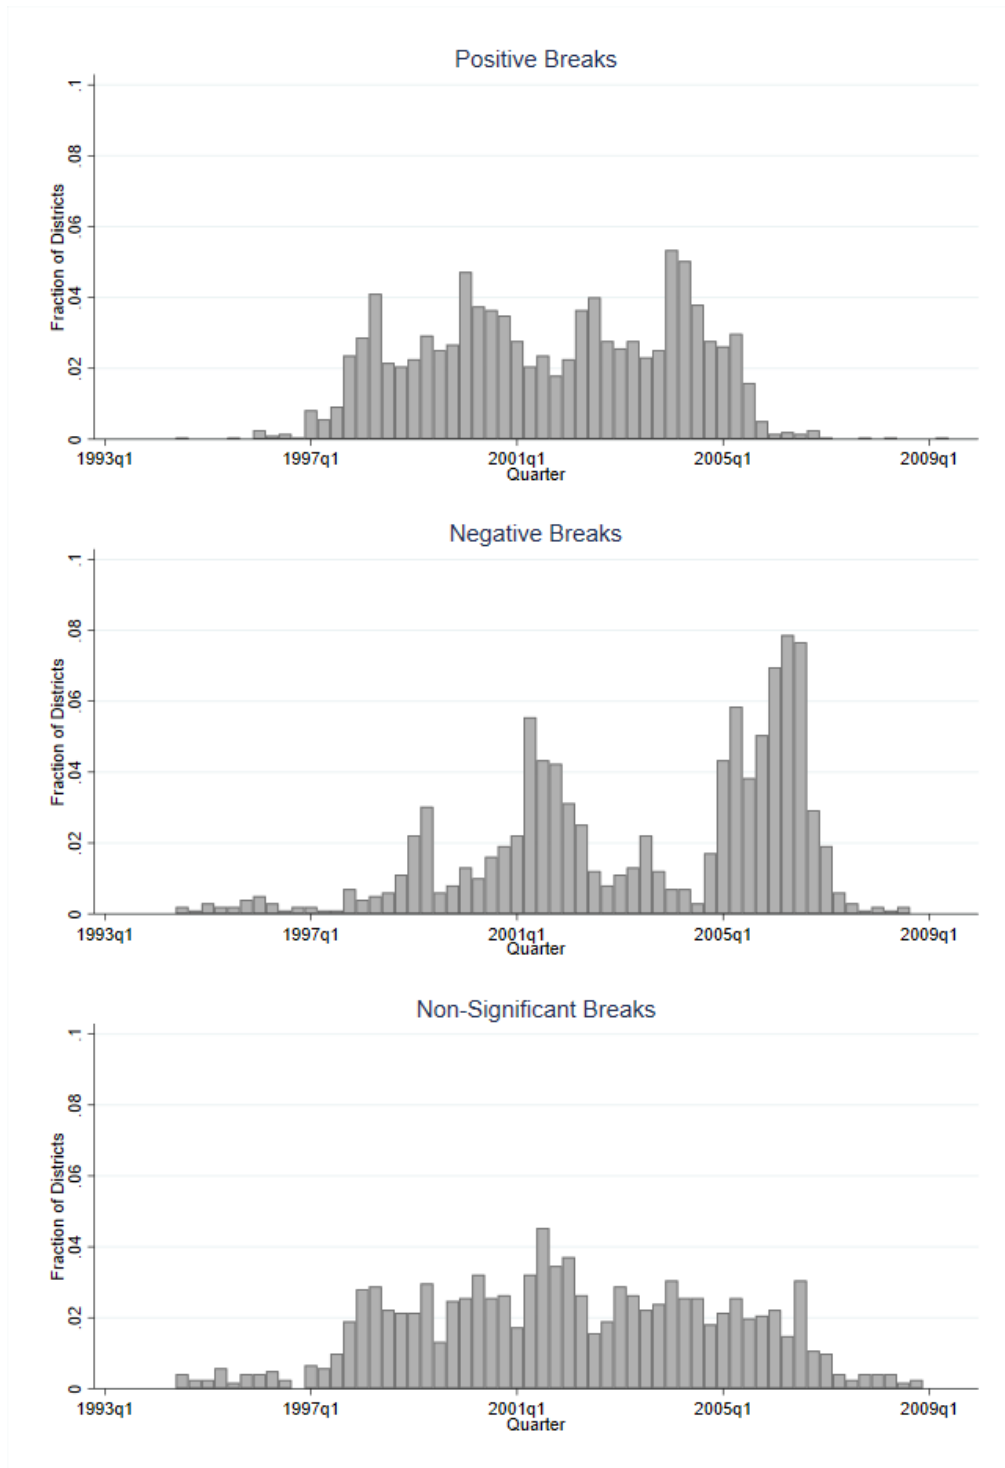 Positive Breaks
.1
.08
.06
.04
.02
0
Fraction of Districts
1993q1 1997q1 2001q1 2005q1 2009q1
Quarter
Negative Breaks
.1
.08
.06
.04
.02
0
Fraction of Districts
1993q1 1997q1 2001q1 2005q1 2009q1
Quarter
Non-Significant Breaks
.1
.08
.06
.04
.02
0
Fraction of Districts
1993q1 1997q1 2001q1 2005q1 2009q1
Quarter